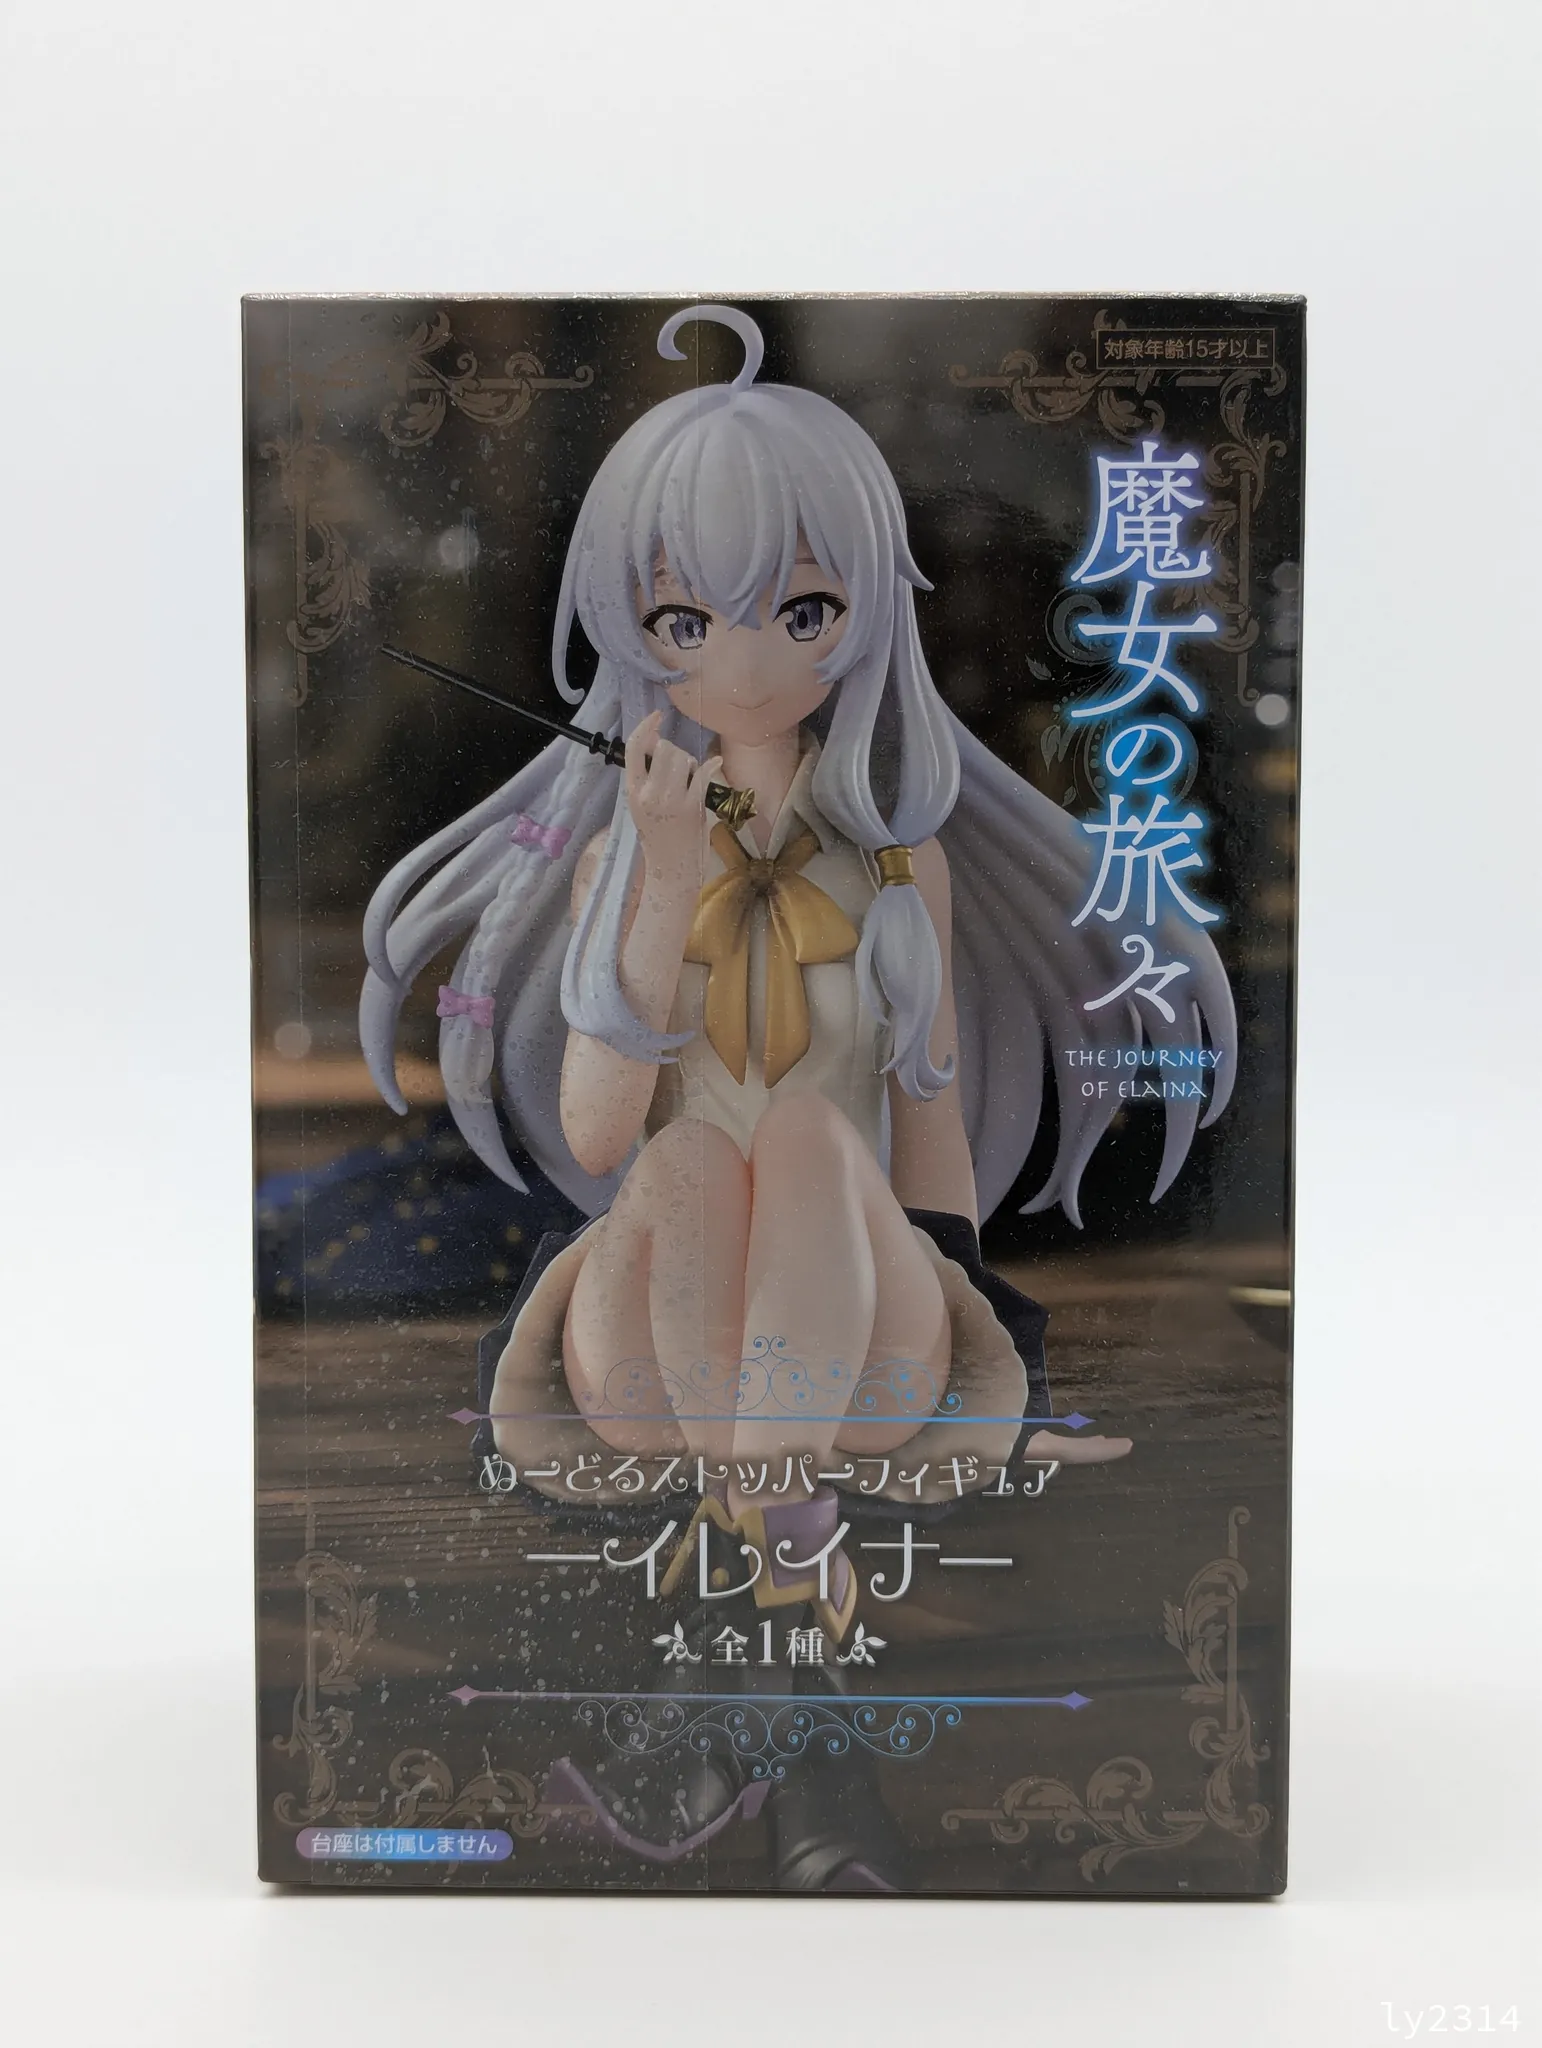 対象年齢15才以上
魔女の旅々
THE JOURNEY
OF ELAINA
ぬーどるストッパーフィギュア
ーイレイナー
全1種
台座は付属しません
ly2314